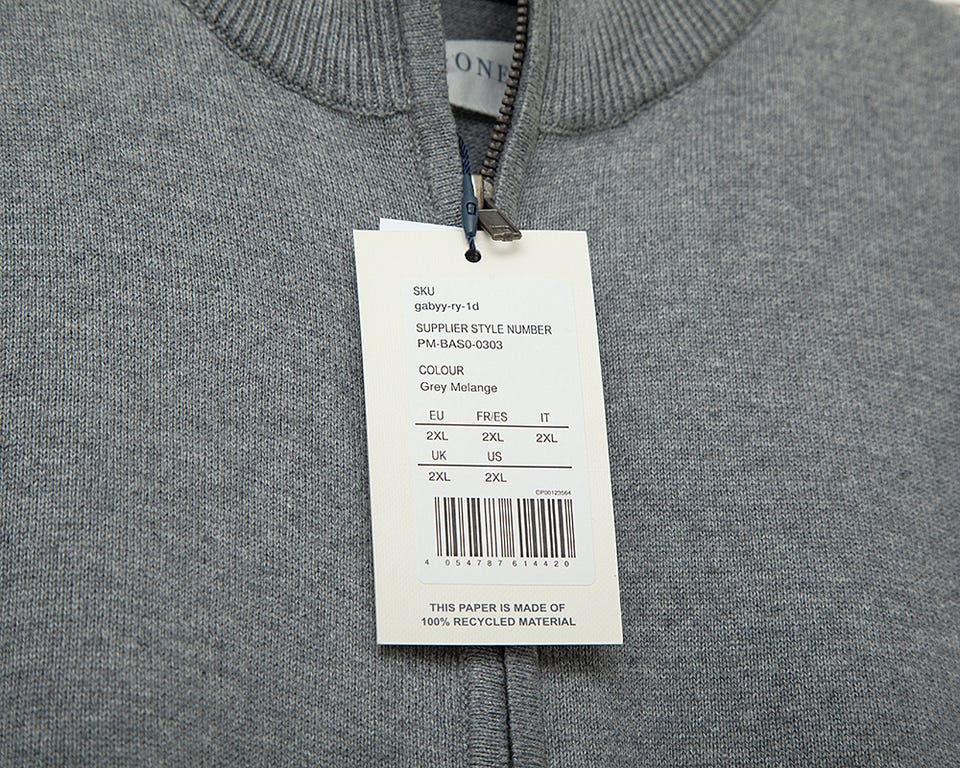 ONE
SKU
gabyy-ry-1d
SUPPLIER STYLE NUMBER
PM-BAS0-0303
COLOUR
Grey Melange
EU FR/ES IT
2XL 2XL 2XL
UK US
2XL 2XL
CP00123564
4 054787 614420
THIS PAPER IS MADE OF
100% RECYCLED MATERIAL